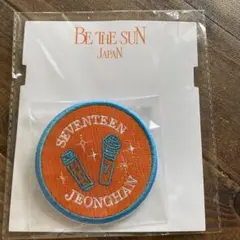 BE THE SUN
JAPAN
SEVENTEEN
JEONGHAN